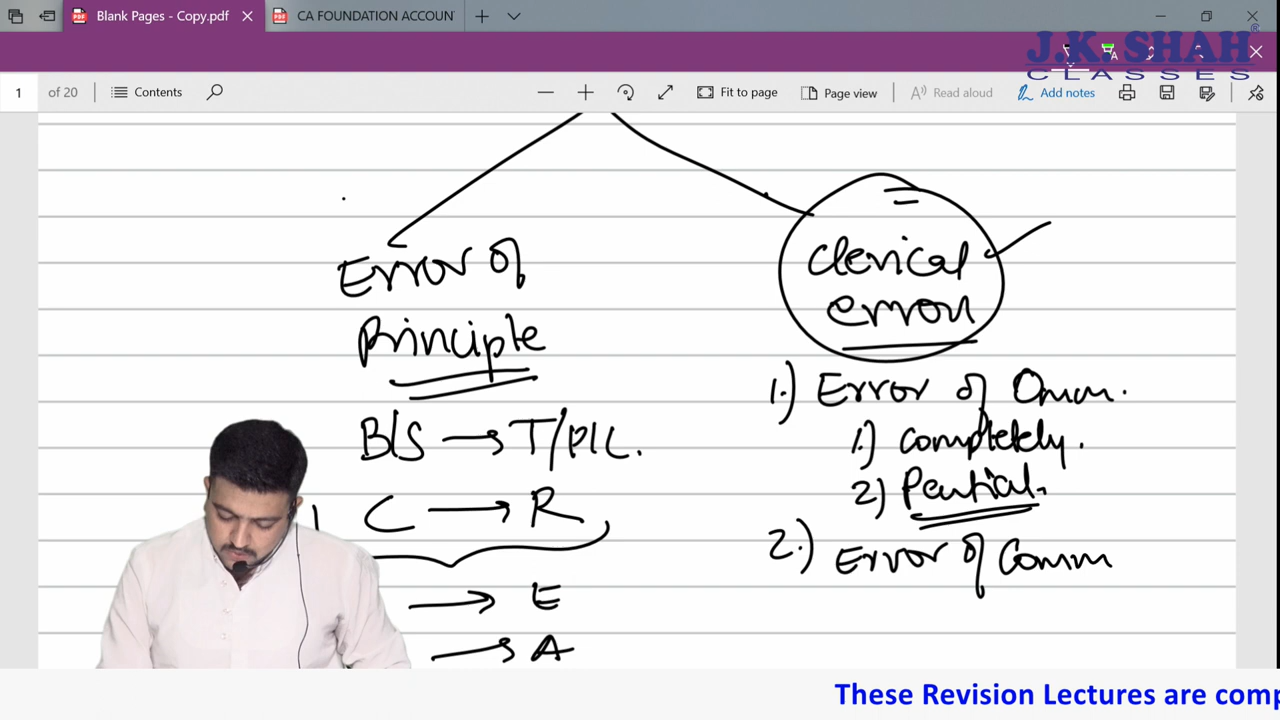 Blank Pages - Copy.pdf
CA FOUNDATION ACCOUN
J.K. SHAH®
CLASSES
1 of 20
Contents
Fit to page
Page view
Read aloud
Add notes
Error of
Principle
B/S → T/P/L.
C → R
→ E
→ A
Clerical
error
1.) Error of Omm.
1) Completely.
2) Partial.
2.) Error of Comm
These Revision Lectures are comp